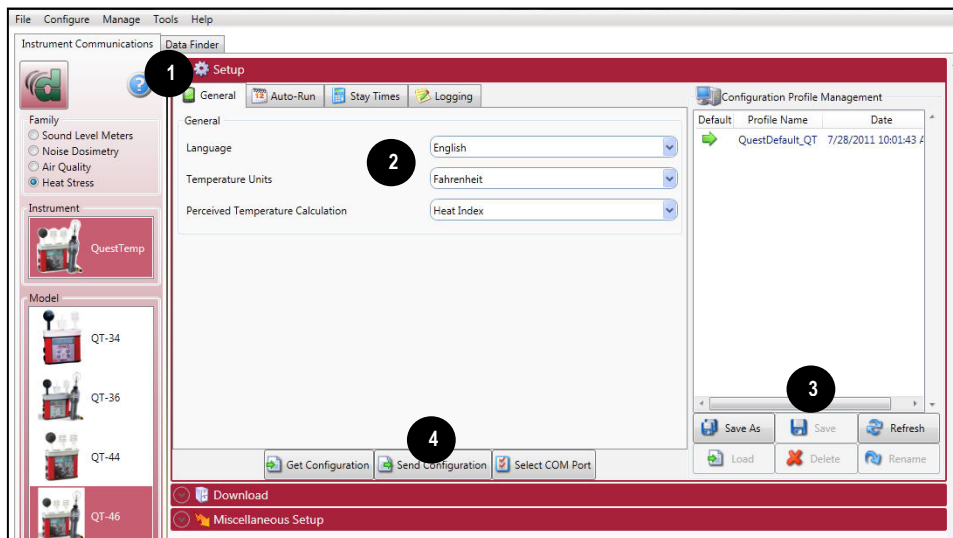 File Configure Manage Tools Help
Instrument Communications Data Finder
1
Setup
General Auto-Run Stay Times Logging
Family
Sound Level Meters
Noise Dosimetry
Air Quality
Heat Stress
Instrument
QuestTemp
Model
QT-34
QT-36
QT-44
QT-46
General
Language English
2
Temperature Units Fahrenheit
Perceived Temperature Calculation Heat Index
4
Get Configuration Send Configuration Select COM Port
Configuration Profile Management
Default Profile Name Date
QuestDefault_QT 7/28/2011 10:01:43 A
3
Save As Save Refresh
Load Delete Rename
Download
Miscellaneous Setup